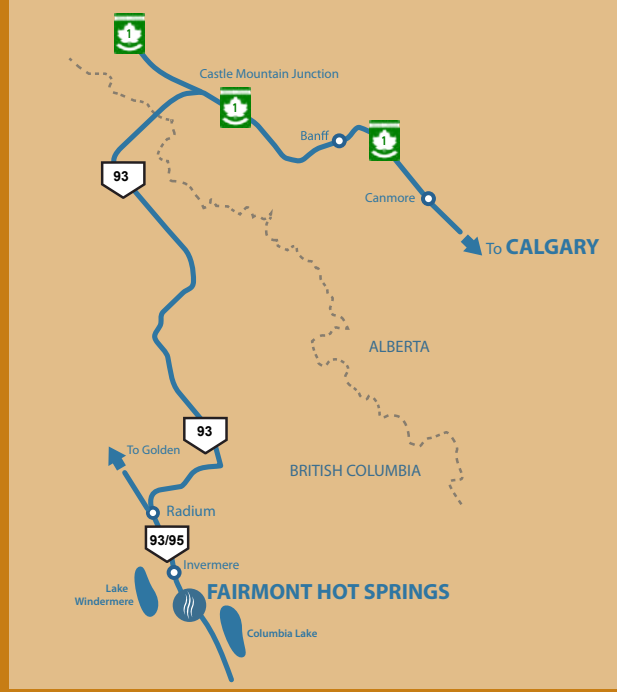 1
Castle Mountain Junction
1
Banff
1
93
Canmore
To CALGARY
ALBERTA
93
To Golden
BRITISH COLUMBIA
Radium
93/95
Invermere
Lake
Windermere
FAIRMONT HOT SPRINGS
Columbia Lake